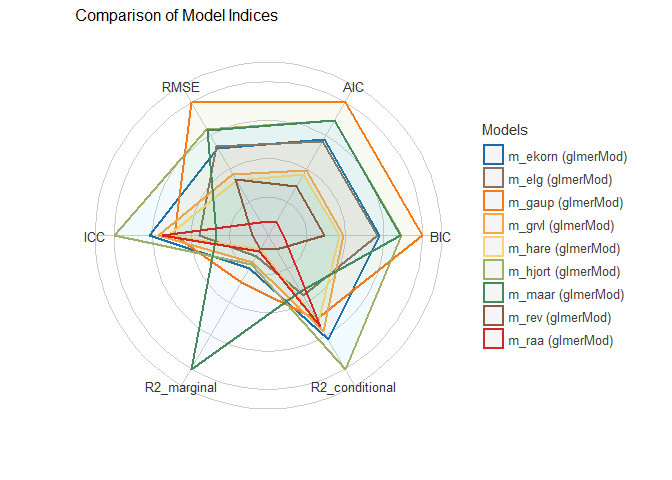 Comparison of Model Indices
RMSE
AIC
ICC
BIC
R2_marginal
R2_conditional
Models
m_ekorn (glmerMod)
m_elg (glmerMod)
m_gaup (glmerMod)
m_grvl (glmerMod)
m_hare (glmerMod)
m_hjort (glmerMod)
m_maar (glmerMod)
m_rev (glmerMod)
m_raa (glmerMod)